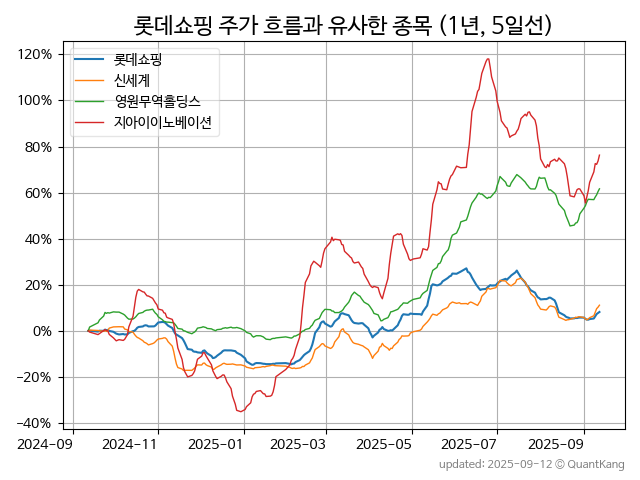 롯데쇼핑 주가 흐름과 유사한 종목 (1년, 5일선)
롯데쇼핑
신세계
영원무역홀딩스
지아이이노베이션
120%
100%
80%
60%
40%
20%
0%
−20%
−40%
2024-09 2024-11 2025-01 2025-03 2025-05 2025-07 2025-09
updated: 2025-09-12 © QuantKang